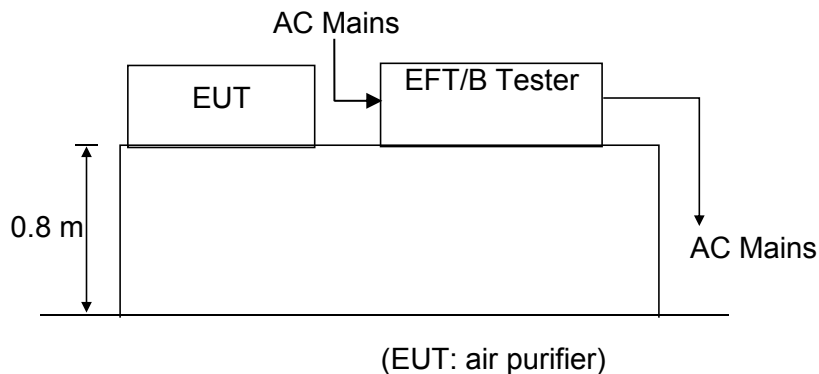 AC Mains
EUT
EFT/B Tester
0.8 m
AC Mains
(EUT: air purifier)